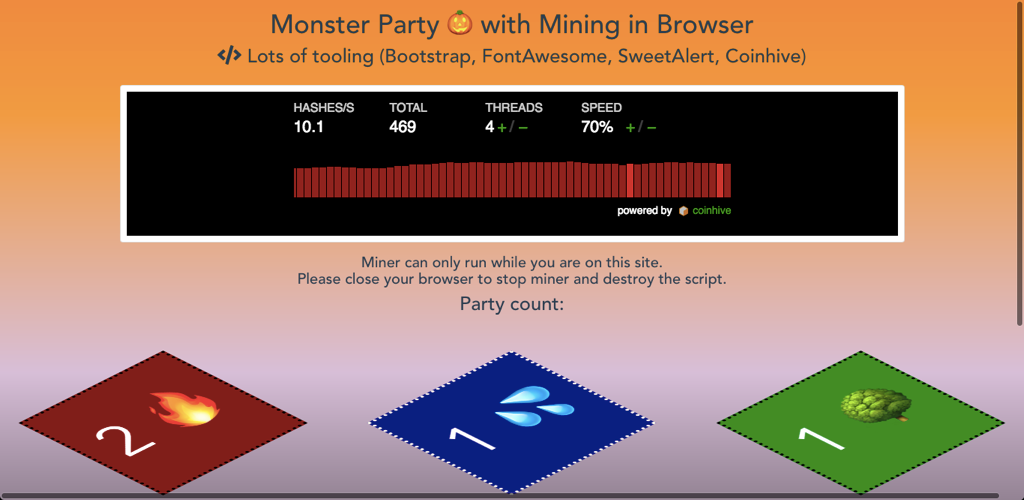 Monster Party 🎃 with Mining in Browser
</> Lots of tooling (Bootstrap, FontAwesome, SweetAlert, Coinhive)
HASHES/S TOTAL THREADS SPEED
10.1 469 4 + / − 70% + / −
powered by coinhive
Miner can only run while you are on this site.
Please close your browser to stop miner and destroy the script.
Party count:
2 1 1